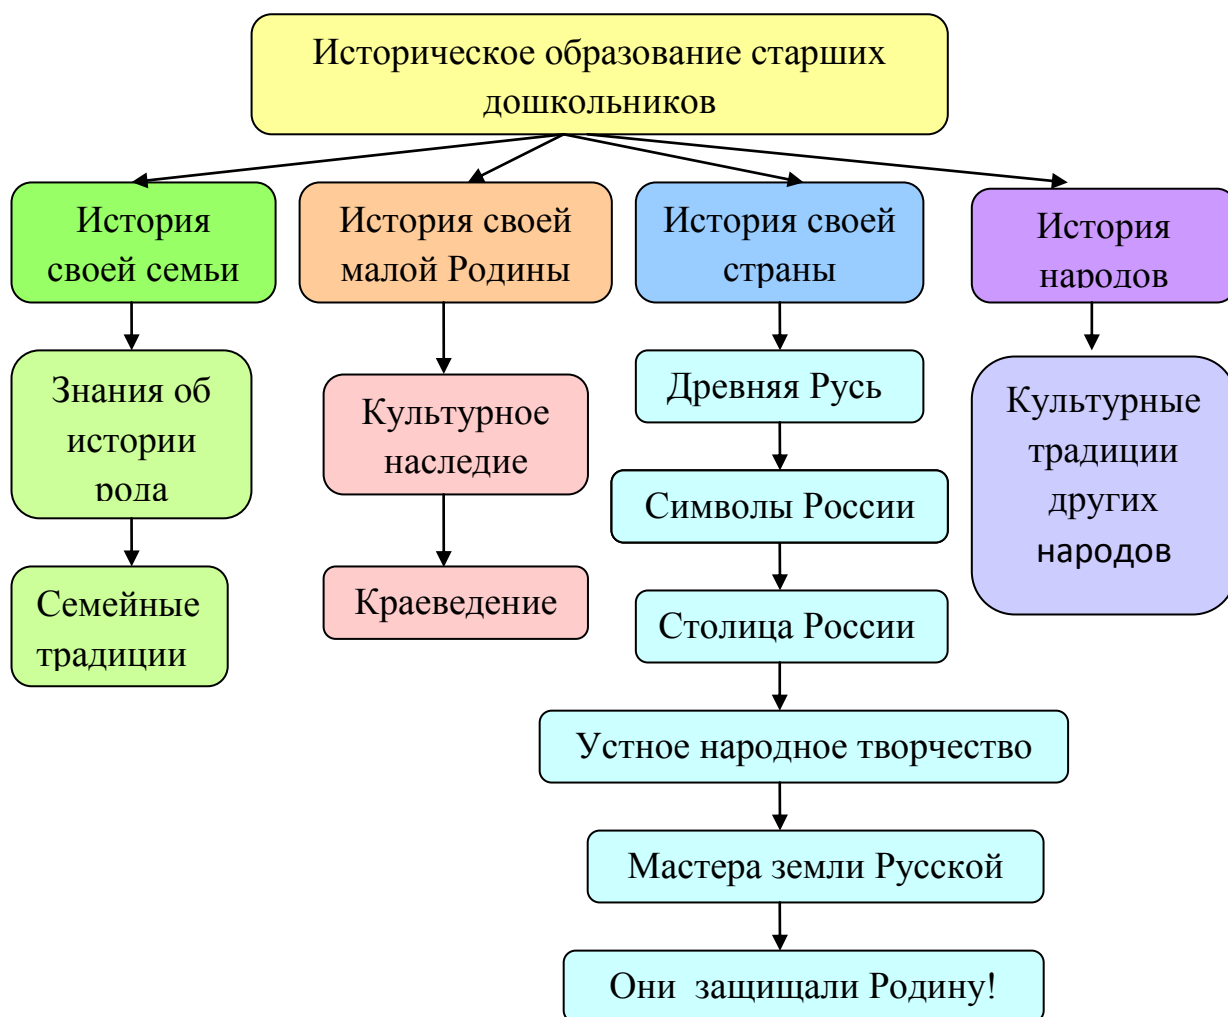 Историческое образование старших
дошкольников
История
своей семьи
История своей
малой Родины
История своей
страны
История
народов
Знания об
истории
рода
Семейные
традиции
Культурное
наследие
Краеведение
Древняя Русь
Символы России
Столица России
Устное народное творчество
Мастера земли Русской
Они защищали Родину!
Культурные
традиции
других
народов